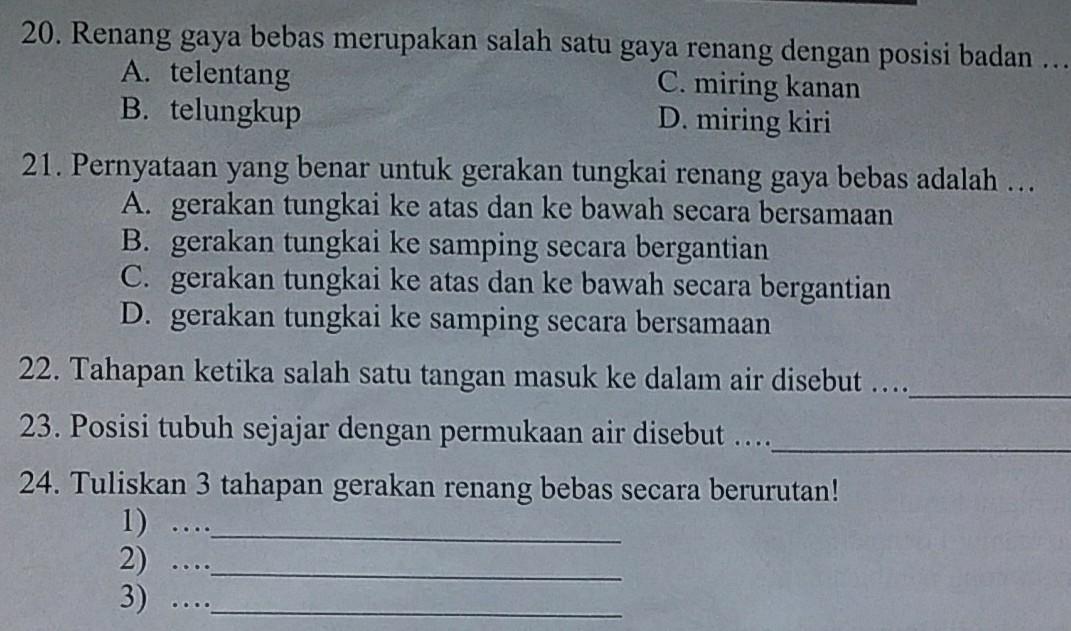 20. Renang gaya bebas merupakan salah satu gaya renang dengan posisi badan ...
A. telentang
B. telungkup
C. miring kanan
D. miring kiri
21. Pernyataan yang benar untuk gerakan tungkai renang gaya bebas adalah ...
A. gerakan tungkai ke atas dan ke bawah secara bersamaan
B. gerakan tungkai ke samping secara bergantian
C. gerakan tungkai ke atas dan ke bawah secara bergantian
D. gerakan tungkai ke samping secara bersamaan
22. Tahapan ketika salah satu tangan masuk ke dalam air disebut ....
23. Posisi tubuh sejajar dengan permukaan air disebut ....
24. Tuliskan 3 tahapan gerakan renang bebas secara berurutan!
1) ....
2) ....
3) ....